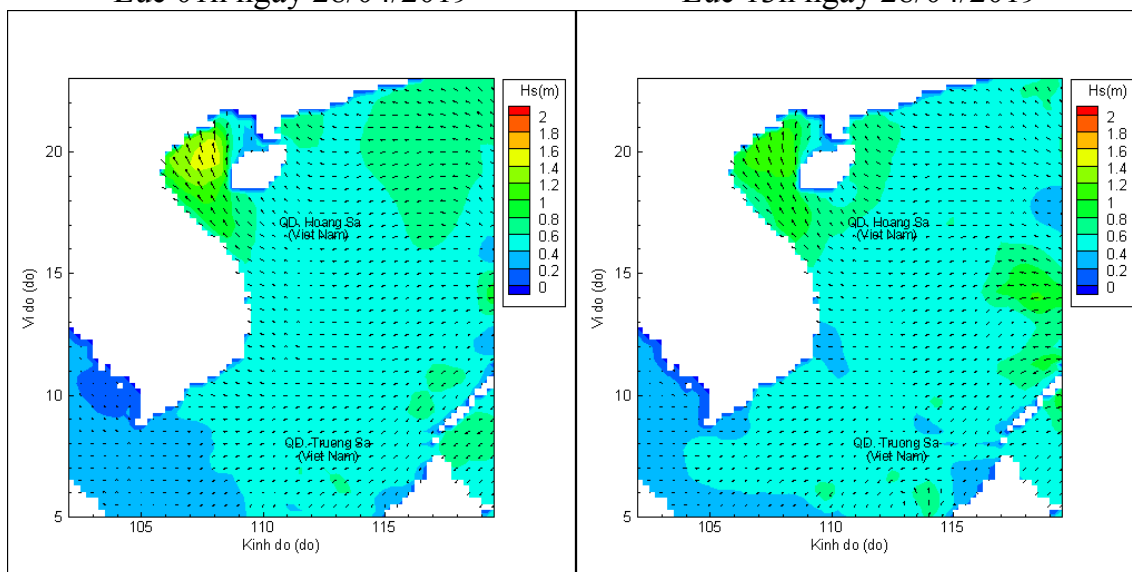 Lúc 01h ngày 28/04/2019
Hs(m)
2
1.8
1.6
1.4
1.2
1
0.8
0.6
0.4
0.2
0
Vi do (do)
20
15
10
5
QD. Hoang Sa
(Viet Nam)
QD. Truong Sa
(Viet Nam)
105
110
115
Kinh do (do)
Lúc 13h ngày 28/04/2019
Hs(m)
2
1.8
1.6
1.4
1.2
1
0.8
0.6
0.4
0.2
0
Vi do (do)
20
15
10
5
QD. Hoang Sa
(Viet Nam)
QD. Truong Sa
(Viet Nam)
105
110
115
Kinh do (do)